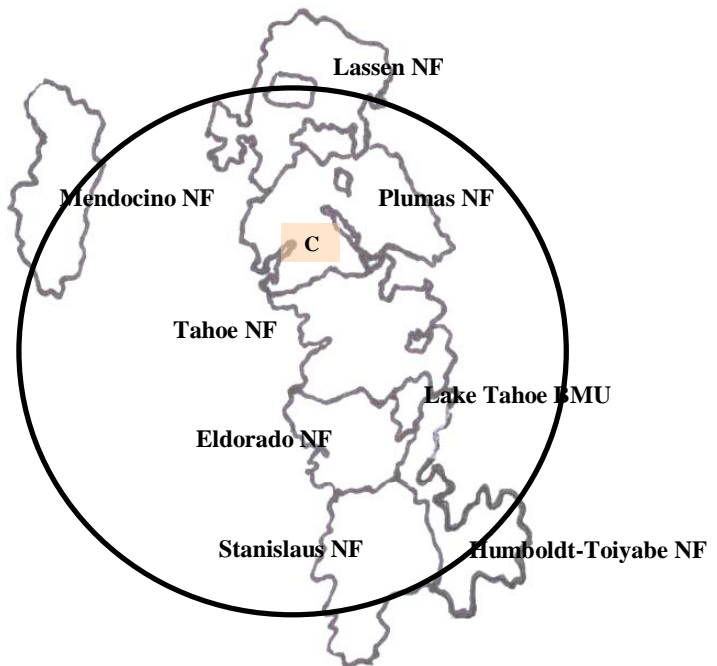 Lassen NF
Mendocino NF
Plumas NF
C
Tahoe NF
Lake Tahoe BMU
Eldorado NF
Stanislaus NF
Humboldt-Toiyabe NF